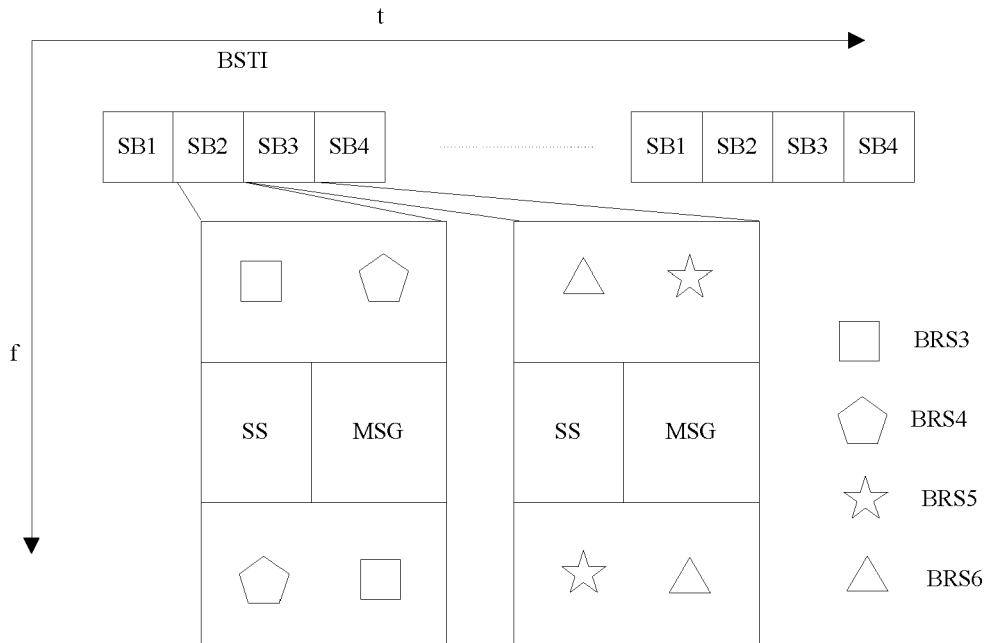 t
BSTI
SB1 SB2 SB3 SB4 SB1 SB2 SB3 SB4
f
BRS3
SS MSG SS MSG
BRS4
BRS5
BRS6